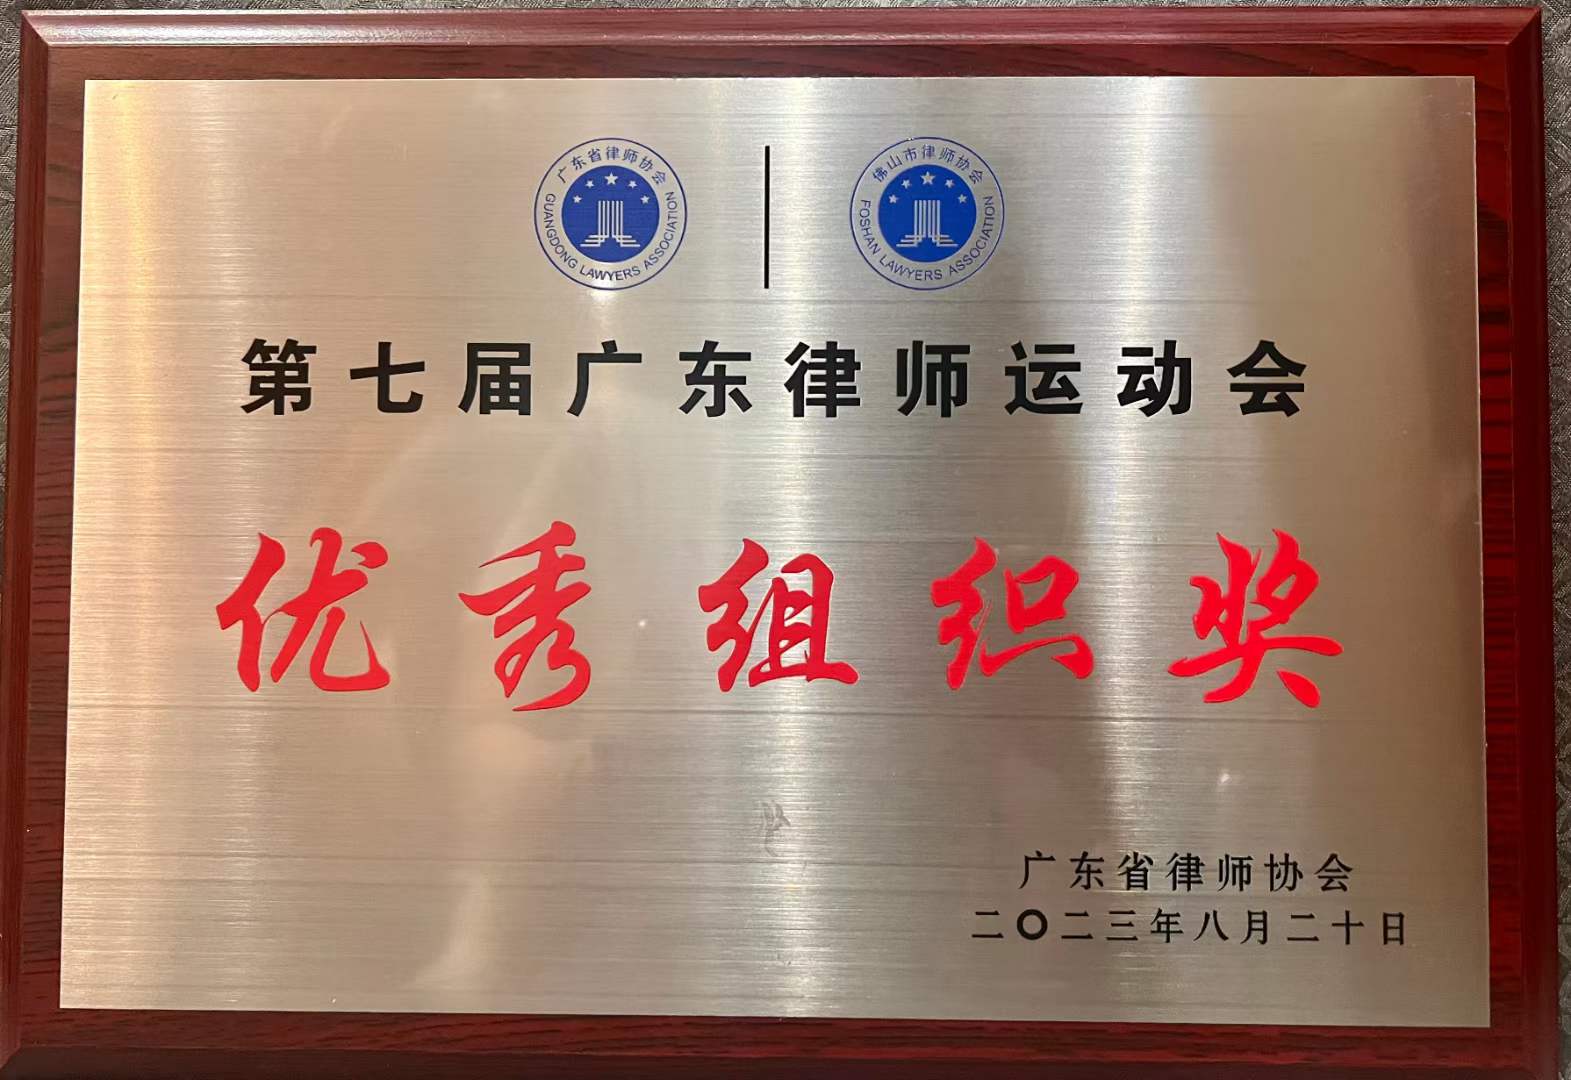 广东省律师协会
GUANGDONG LAWYERS ASSOCIATION
佛山市律师协会
FOSHAN LAWYERS ASSOCIATION
第七届广东律师运动会
优秀组织奖
广东省律师协会
二〇二三年八月二十日